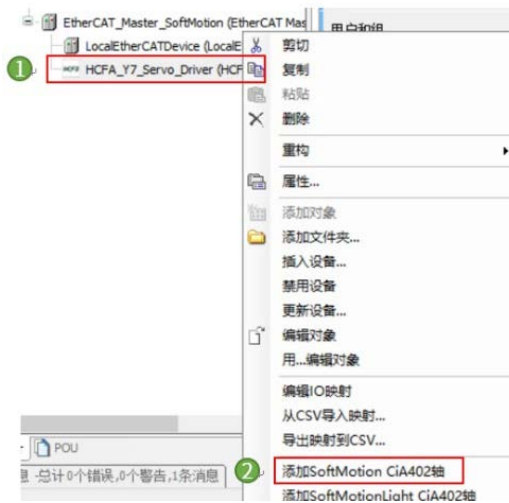 EtherCAT_Master_SoftMotion (EtherCAT Mas
用户和组
LocalEtherCATDevice (LocalE
1
HCFA_Y7_Servo_Driver (HCF
剪切
复制
粘贴
删除
重构
属性...
添加对象
添加文件夹...
插入设备...
禁用设备
更新设备...
编辑对象
用...编辑对象
编辑IO映射
从CSV导入映射...
导出映射到CSV...
POU
息 -总计0个错误,0个警告,1条消息
2
添加SoftMotion CiA402轴
添加SoftMotionLight CiA402轴